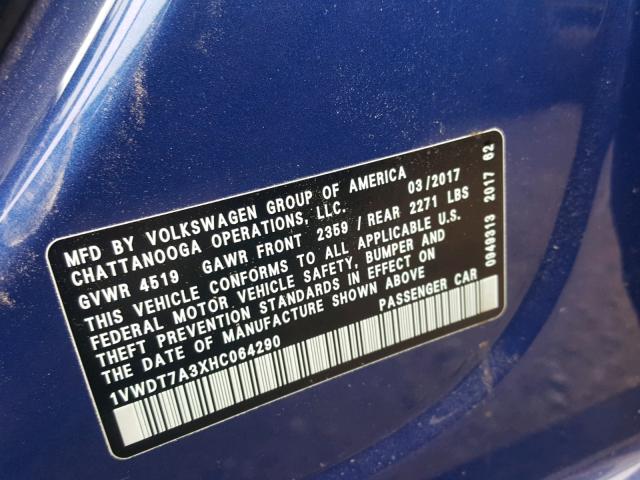 MFD BY VOLKSWAGEN GROUP OF AMERICA 03/2017
CHATTANOOGA OPERATIONS, LLC.
GVWR 4519 GAWR FRONT 2359 / REAR 2271 LBS
THIS VEHICLE CONFORMS TO ALL APPLICABLE U.S.
FEDERAL MOTOR VEHICLE SAFETY, BUMPER AND
THEFT PREVENTION STANDARDS IN EFFECT ON
THE DATE OF MANUFACTURE SHOWN ABOVE
PASSENGER CAR
1VWDT7A3XHC064290
0949313 2017 62